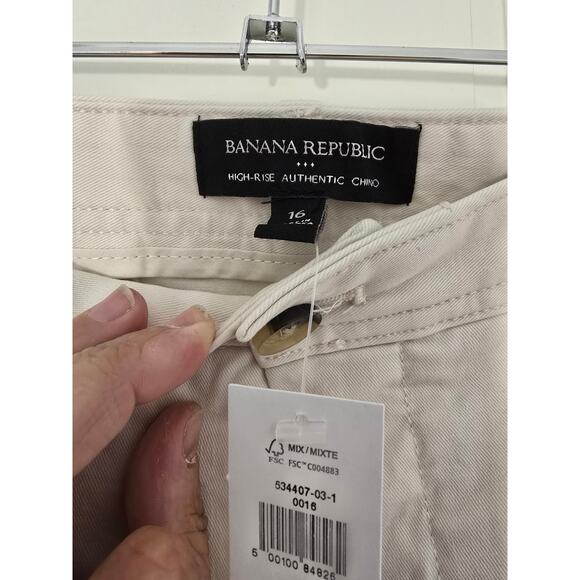 BANANA REPUBLIC
HIGH-RISE AUTHENTIC CHINO
16
FSC
MIX/MIXTE
FSC™ C004883
534407-03-1
0016
5 00100 84826